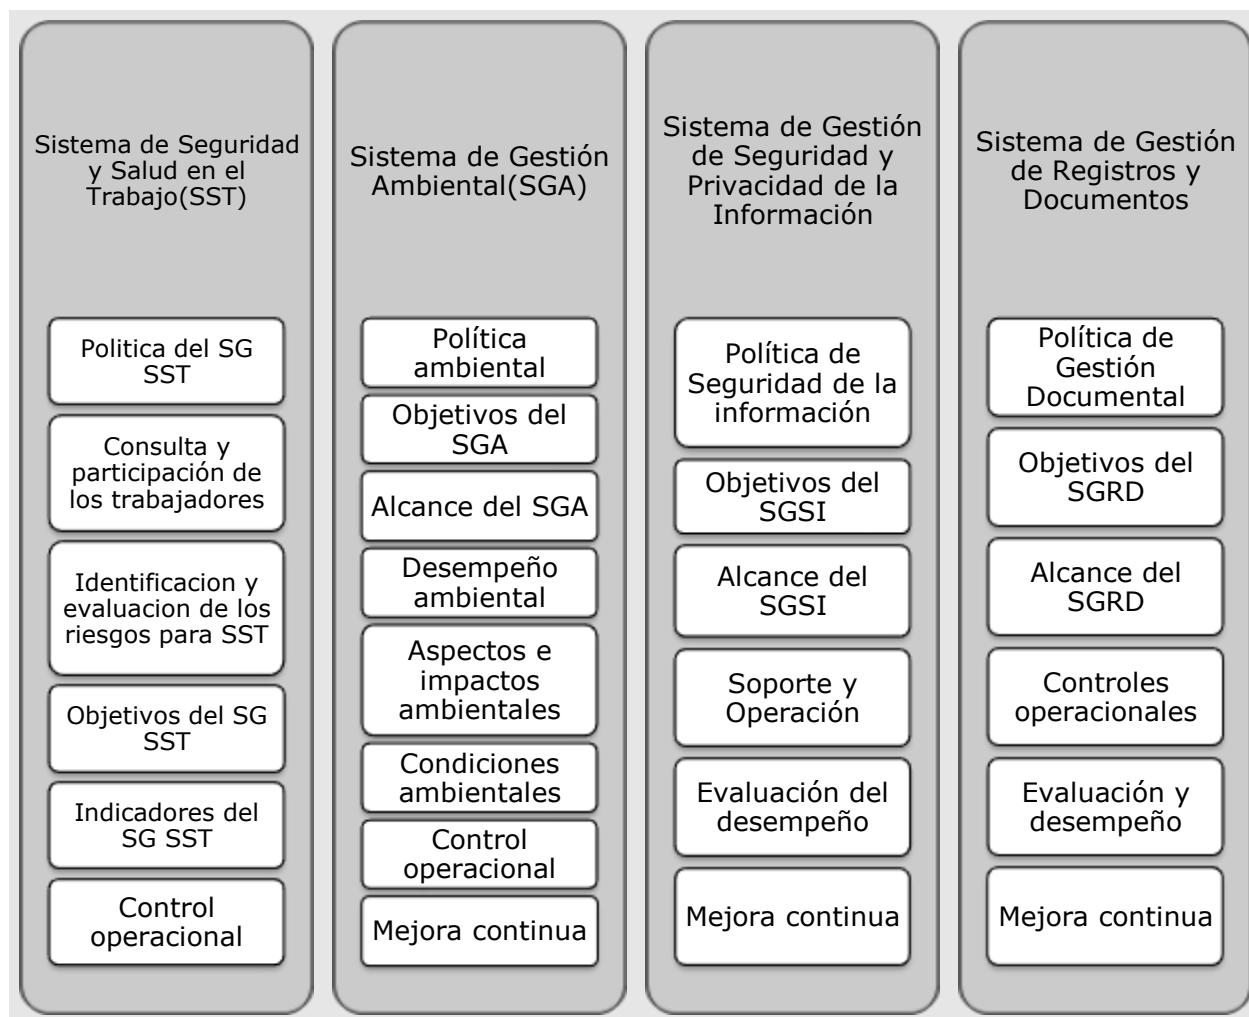 Sistema de Seguridad
y Salud en el
Trabajo(SST)
Politica del SG
SST
Consulta y
participación de
los trabajadores
Identificacion y
evaluacion de los
riesgos para SST
Objetivos del SG
SST
Indicadores del
SG SST
Control
operacional
Sistema de Gestión
Ambiental(SGA)
Política
ambiental
Objetivos del
SGA
Alcance del SGA
Desempeño
ambiental
Aspectos e
impactos
ambientales
Condiciones
ambientales
Control
operacional
Mejora continua
Sistema de Gestión
de Seguridad y
Privacidad de la
Información
Política de
Seguridad de la
información
Objetivos del
SGSI
Alcance del
SGSI
Soporte y
Operación
Evaluación del
desempeño
Mejora continua
Sistema de Gestión
de Registros y
Documentos
Política de
Gestión
Documental
Objetivos del
SGRD
Alcance del
SGRD
Controles
operacionales
Evaluación y
desempeño
Mejora continua